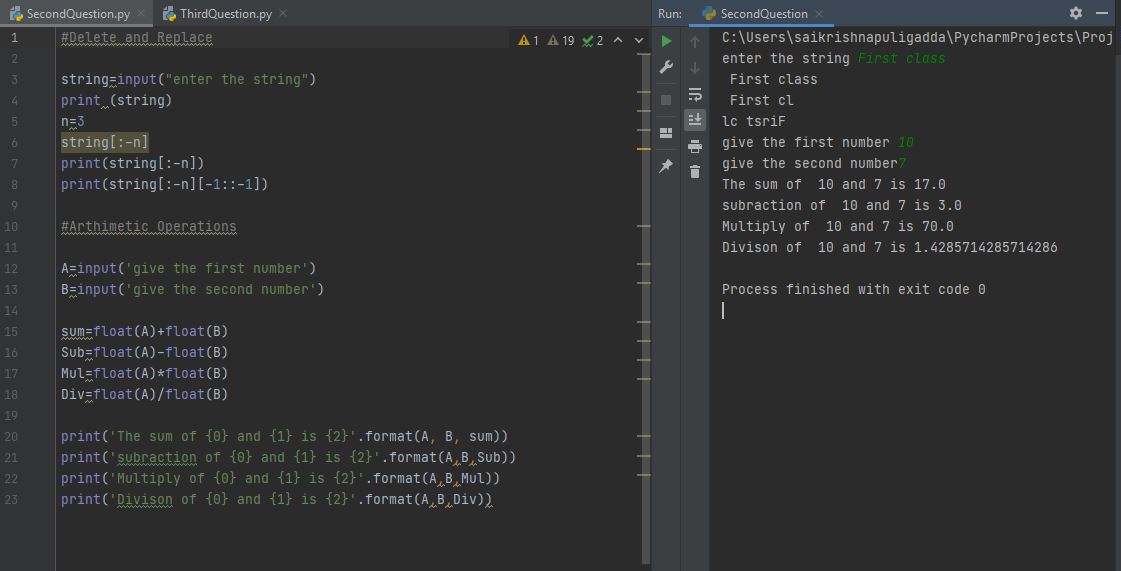 SecondQuestion.py ThirdQuestion.py Run: SecondQuestion
1 #Delete and Replace
1 19 2
2
3 string=input("enter the string")
4 print (string)
5 n=3
6 string[:-n]
7 print(string[:-n])
8 print(string[:-n][-1::-1])
9
10 #Arthimetic Operations
11
12 A=input('give the first number')
13 B=input('give the second number')
14
15 sum=float(A)+float(B)
16 Sub=float(A)-float(B)
17 Mul=float(A)*float(B)
18 Div=float(A)/float(B)
19
20 print('The sum of {0} and {1} is {2}'.format(A, B, sum))
21 print('subraction of {0} and {1} is {2}'.format(A,B,Sub))
22 print('Multiply of {0} and {1} is {2}'.format(A,B,Mul))
23 print('Divison of {0} and {1} is {2}'.format(A,B,Div))
C:\Users\saikrishnapuligadda\PycharmProjects\Proj
enter the string First class
First class
First cl
lc tsriF
give the first number 10
give the second number7
The sum of  10 and 7 is 17.0
subraction of  10 and 7 is 3.0
Multiply of  10 and 7 is 70.0
Divison of  10 and 7 is 1.4285714285714286
Process finished with exit code 0